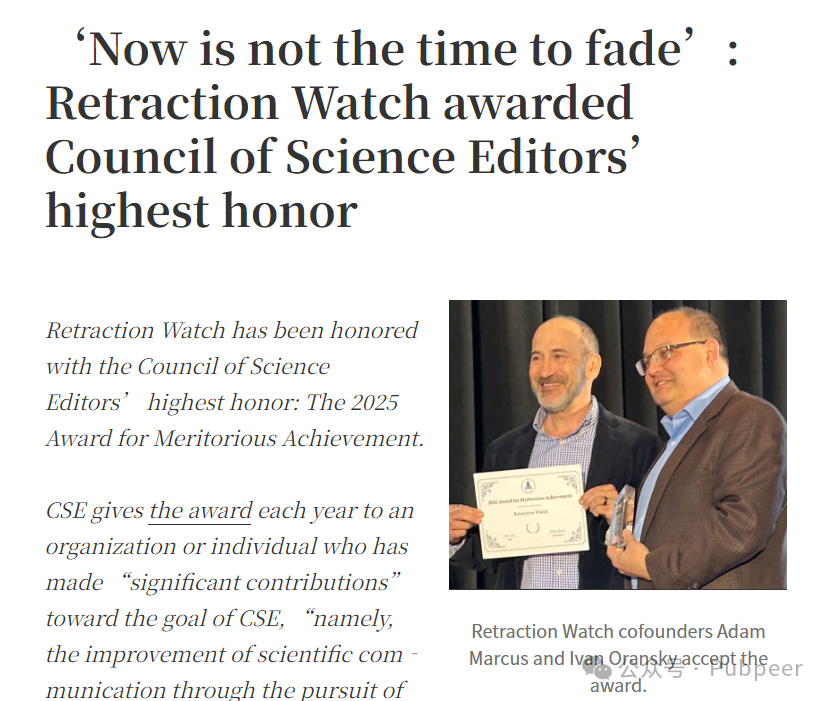 ‘Now is not the time to fade’:
Retraction Watch awarded
Council of Science Editors’
highest honor
Retraction Watch has been honored
with the Council of Science
Editors’ highest honor: The 2025
Award for Meritorious Achievement.
CSE gives the award each year to an
organization or individual who has
made “significant contributions”
toward the goal of CSE, “namely,
the improvement of scientific com-
munication through the pursuit of
2025 Award for Meritorious Achievement
Retraction Watch
Retraction Watch cofounders Adam
Marcus and Ivan Oransky accept the
award.
公众号 · Pubpeer